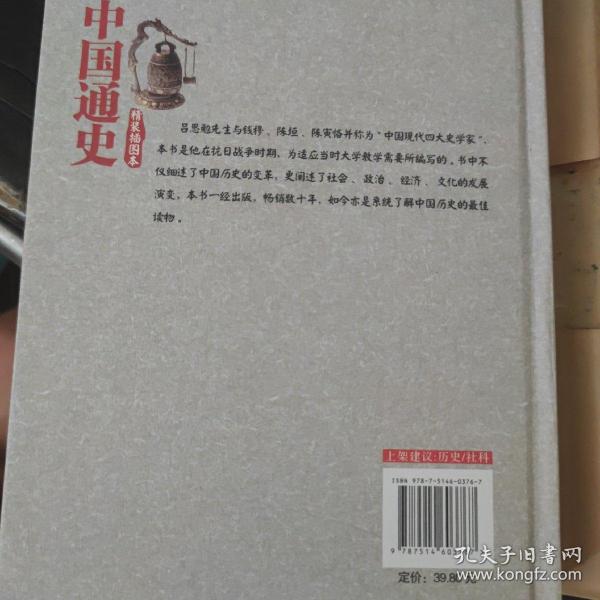 中国通史
精装插图本
吕思勉先生与钱穆、陈垣、陈寅恪并称为“中国现代四大史学家”。
本书是他在抗日战争时期,为适应当时大学教学需要所编写的。书中不
仅细述了中国历史的变革,更阐述了社会、政治、经济、文化的发展
演变,本书一经出版,畅销数十年,如今亦是系统了解中国历史的最佳
读物。
上架建议:历史/社科
ISBN 978-7-5146-0376-7
9 787514 603
定价:39.80元
孔夫子旧书网
www.kongfz.com